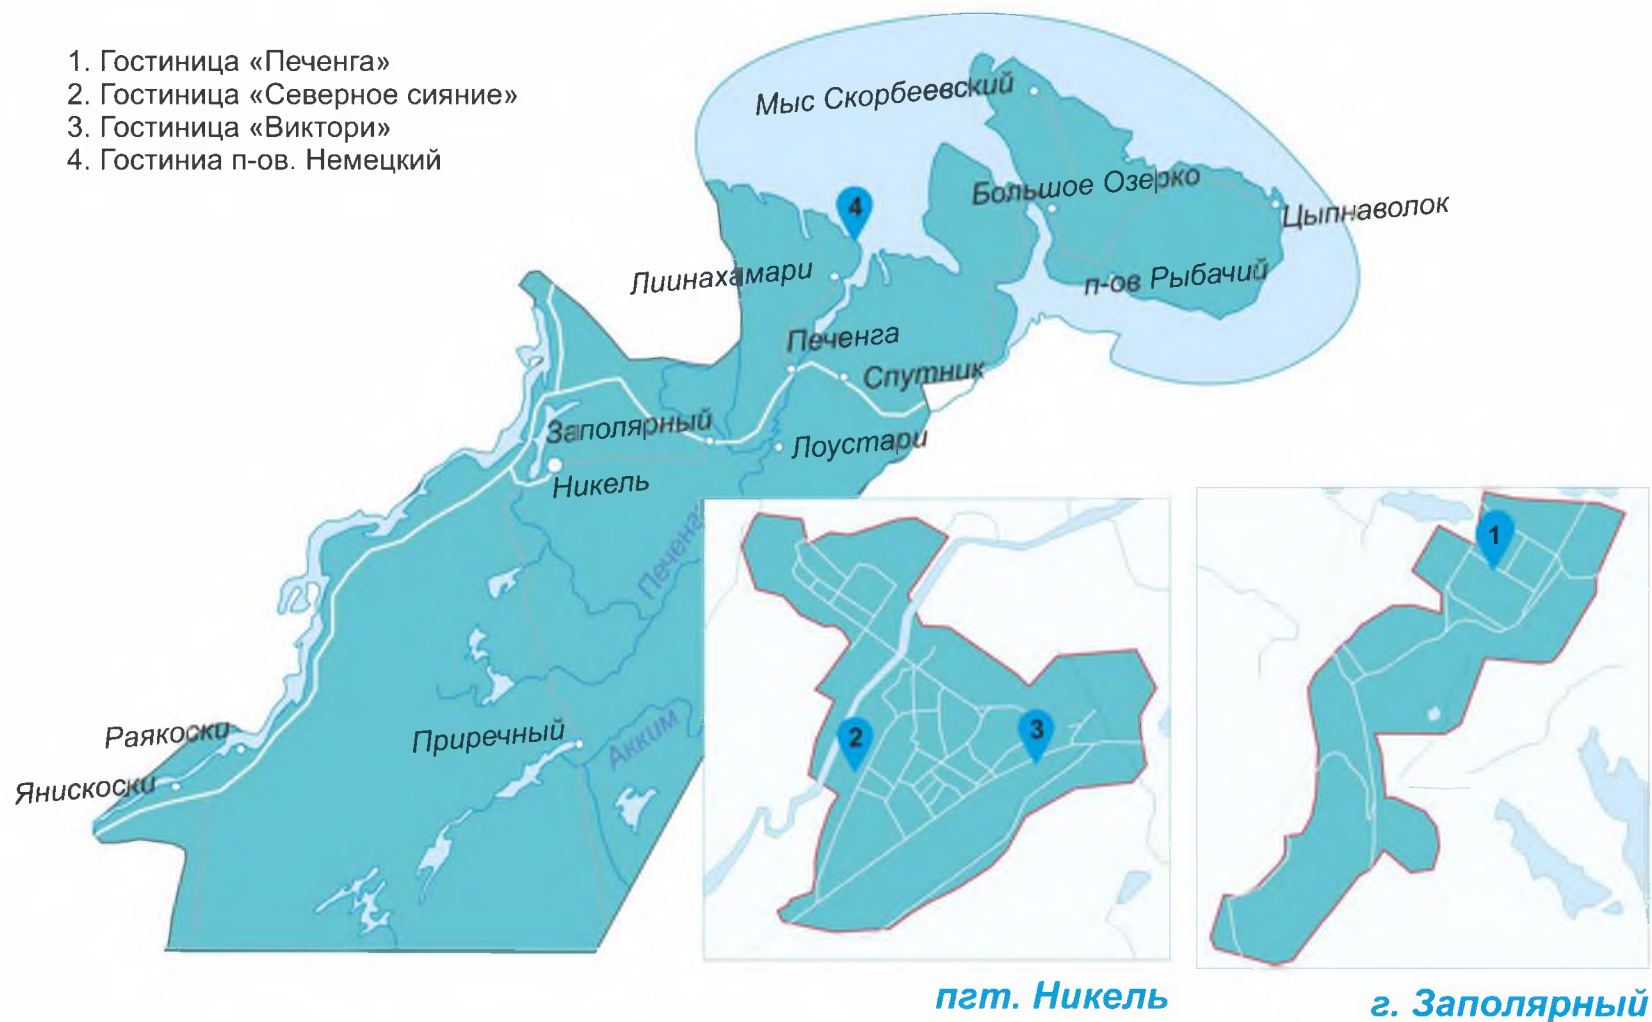 1. Гостиница «Печенга»
2. Гостиница «Северное сияние»
3. Гостиница «Виктори»
4. Гостиниа п-ов. Немецкий
Мыс Скорбеевский
Большое Озерко
Цыпнаволок
п-ов Рыбачий
4
Лиинахамари
Печенга
Спутник
Заполярный
Лоустари
Никель
Печенга
Раякоски
Янискоски
Приречный
Акким
2
3
1
пгт. Никель
г. Заполярный